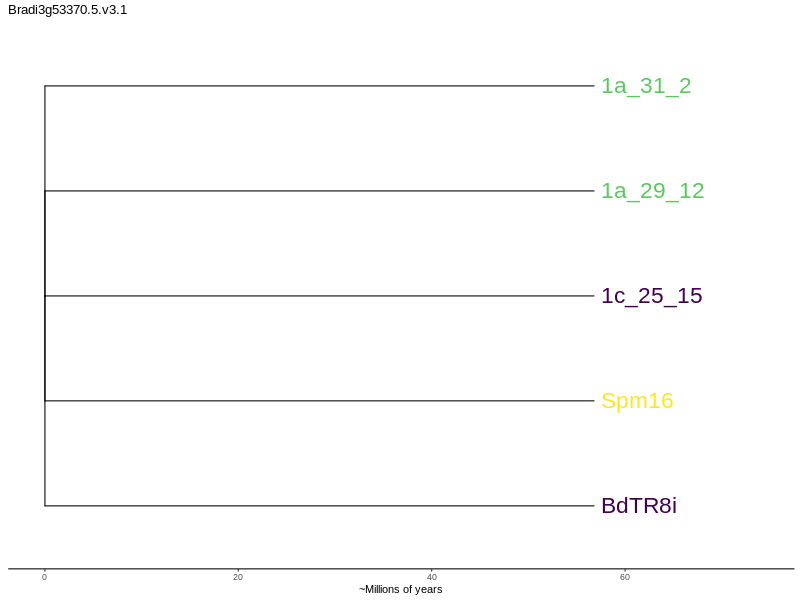 Bradi3g53370.5.v3.1
1a_31_2
1a_29_12
1c_25_15
Spm16
BdTR8i
0 20 40 60
~Millions of years